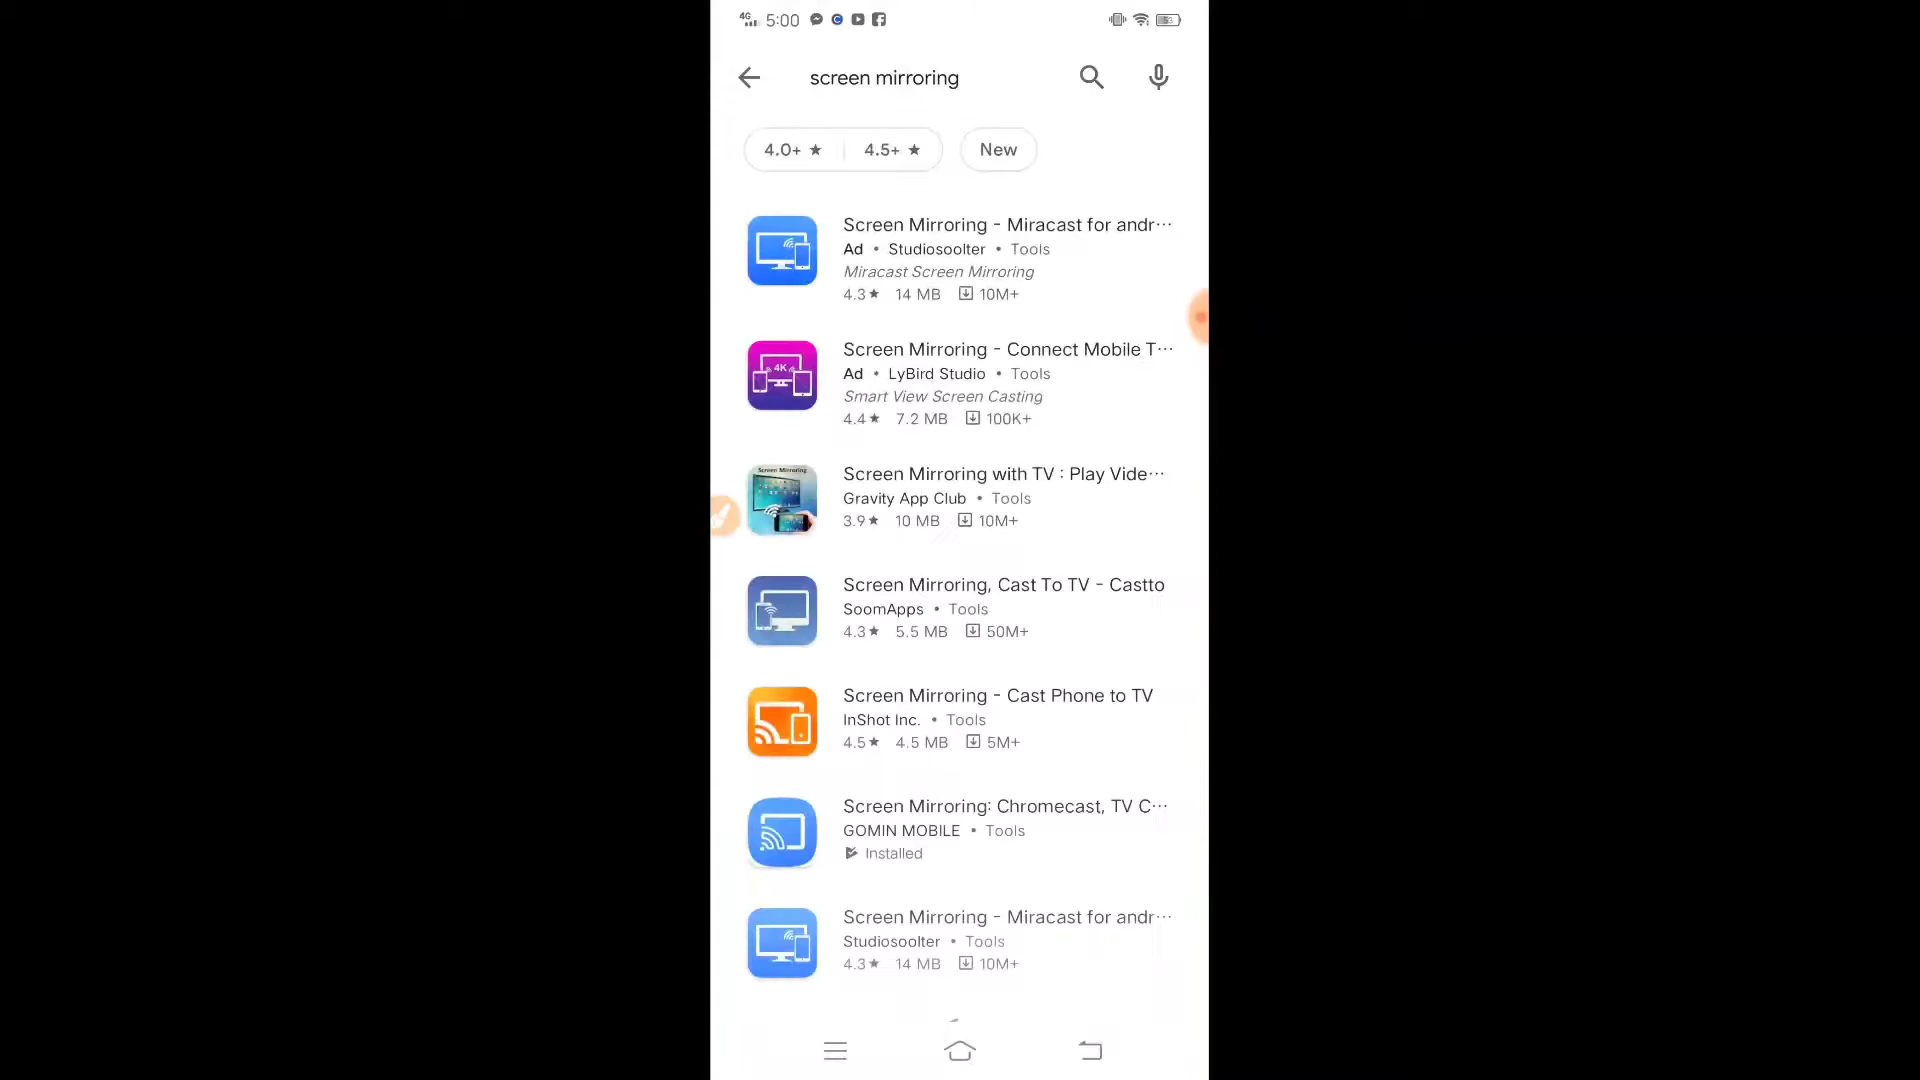 4G 5:00
screen mirroring
4.0+ ★ 4.5+ ★ New
Screen Mirroring - Miracast for andr···
Ad • Studiosoolter • Tools
Miracast Screen Mirroring
4.3★ 14 MB 10M+
4K
Screen Mirroring - Connect Mobile T···
Ad • LyBird Studio • Tools
Smart View Screen Casting
4.4★ 7.2 MB 100K+
Screen Mirroring
Screen Mirroring with TV : Play Vide···
Gravity App Club • Tools
3.9★ 10 MB 10M+
Screen Mirroring, Cast To TV - Castto
SoomApps • Tools
4.3★ 5.5 MB 50M+
Screen Mirroring - Cast Phone to TV
InShot Inc. • Tools
4.5★ 4.5 MB 5M+
Screen Mirroring: Chromecast, TV C···
GOMIN MOBILE • Tools
Installed
Screen Mirroring - Miracast for andr···
Studiosoolter • Tools
4.3★ 14 MB 10M+